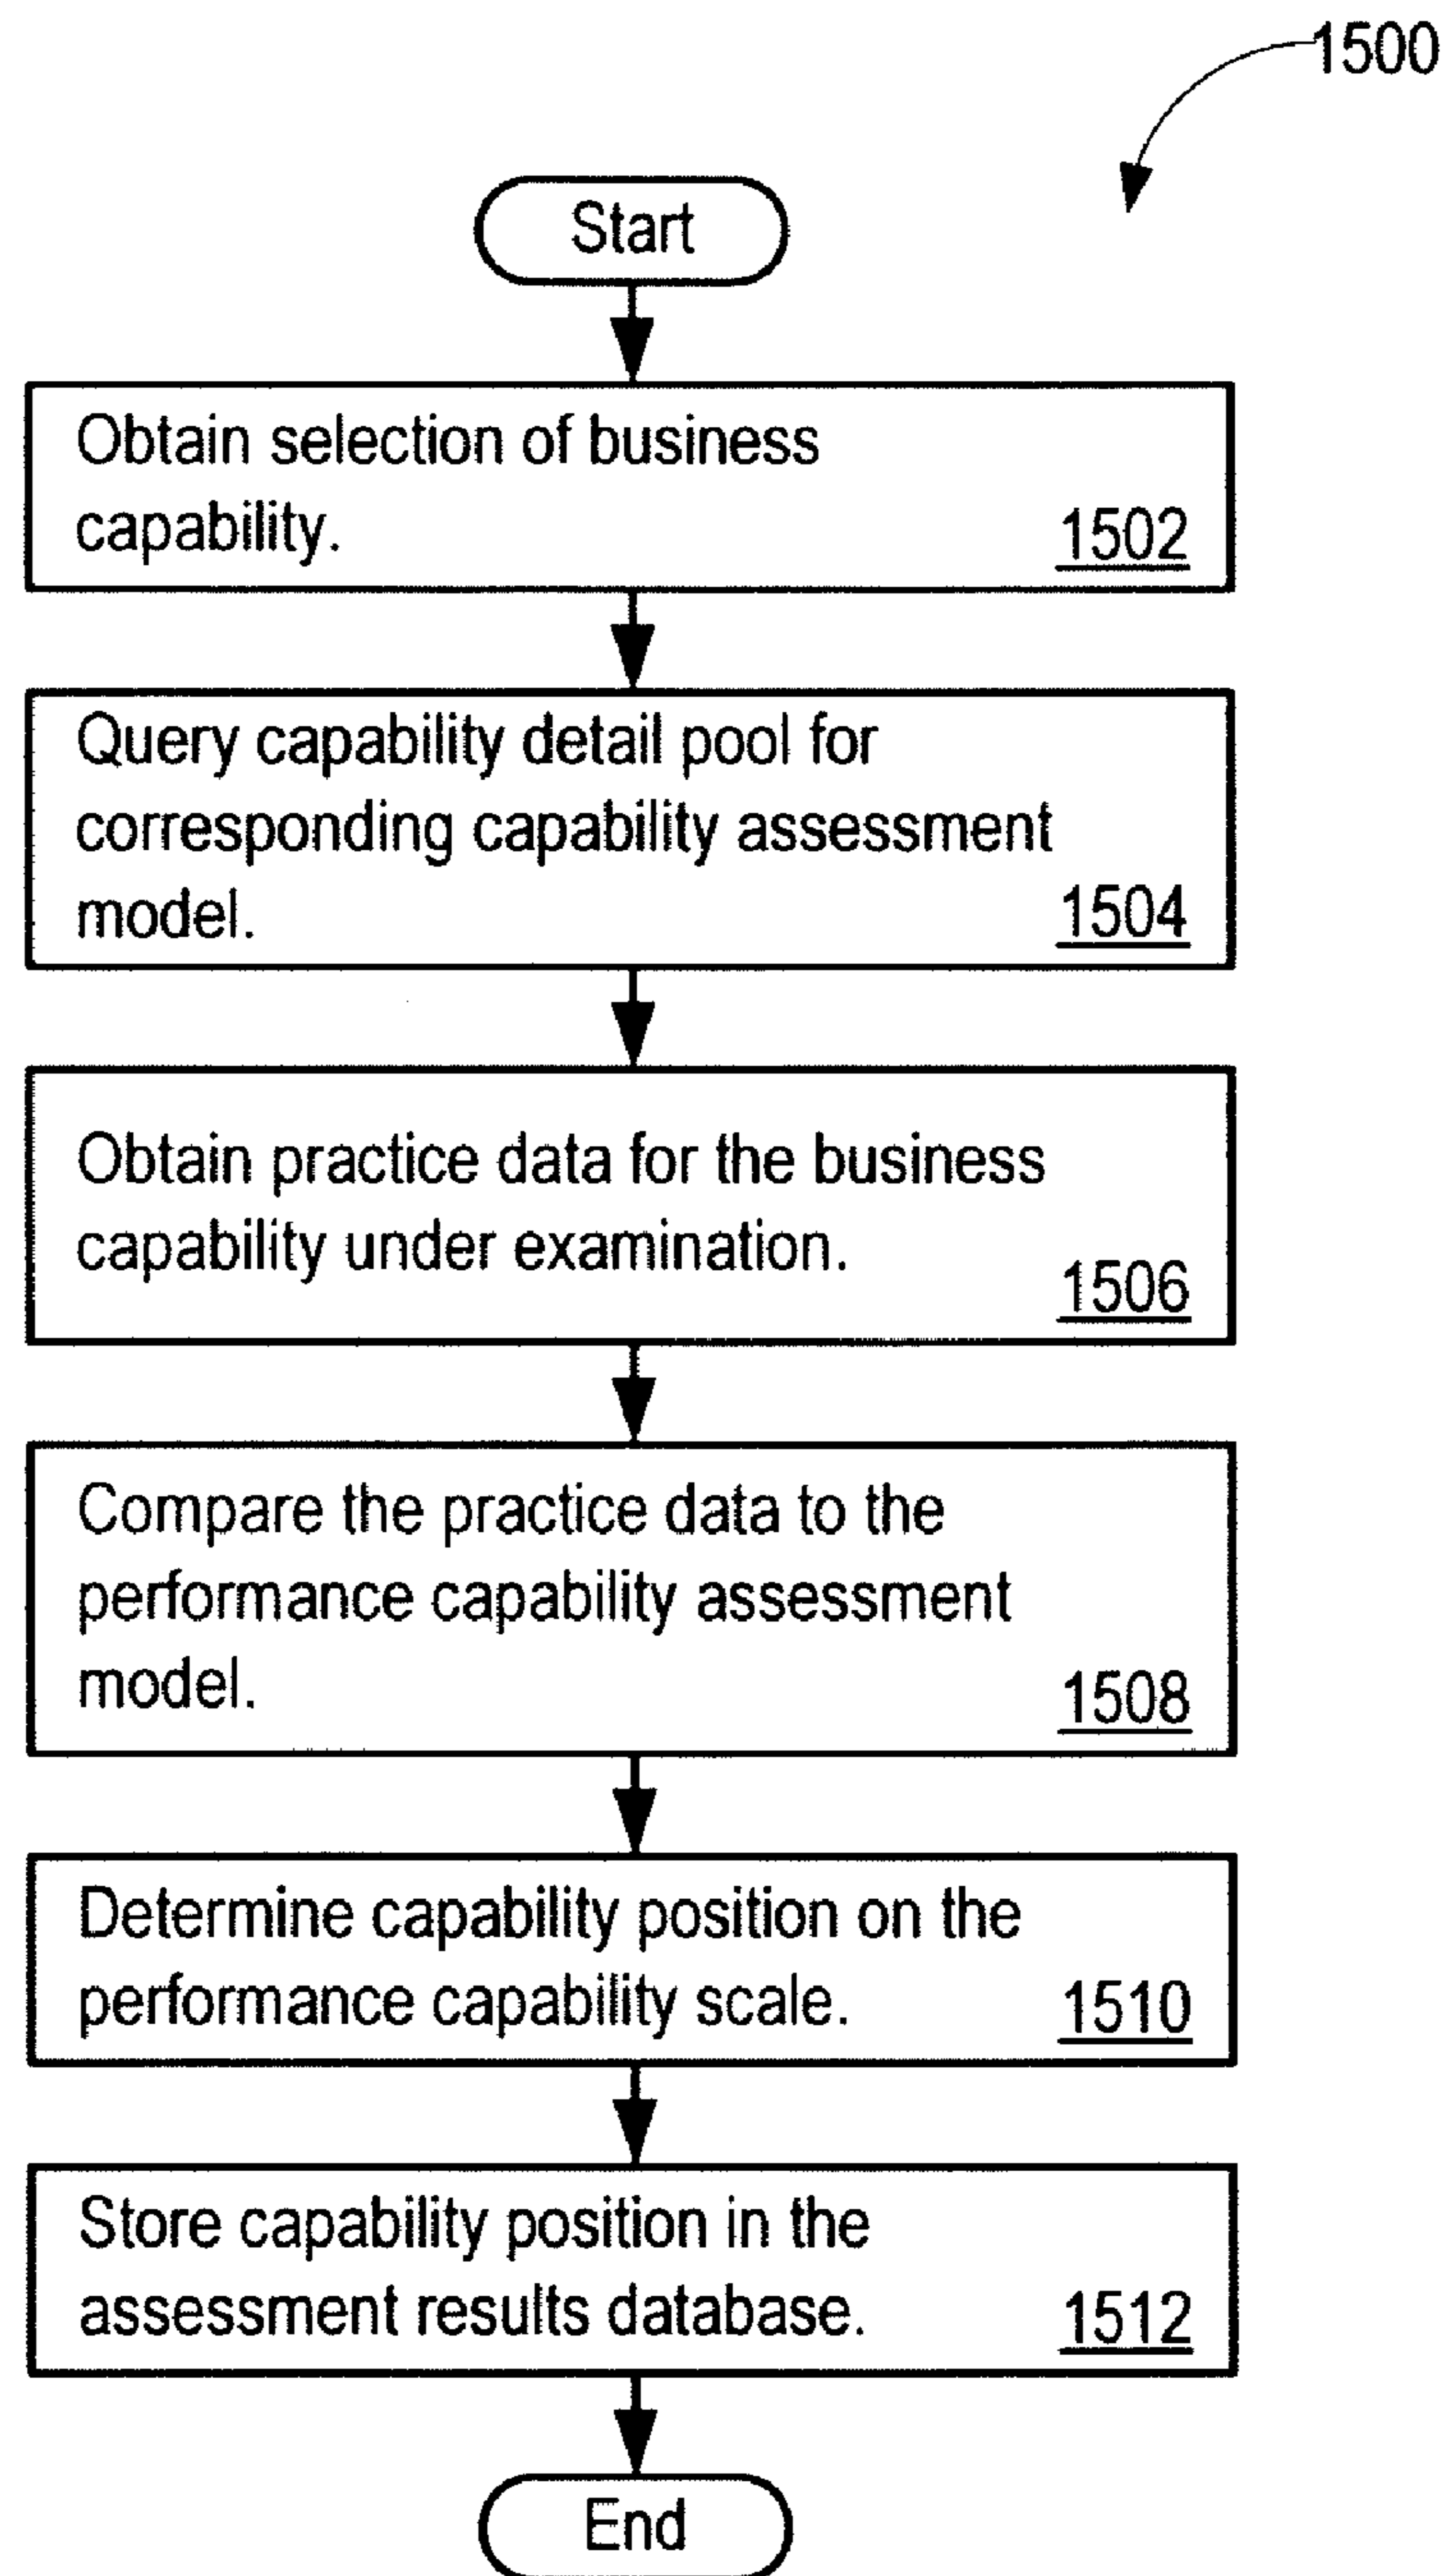 1500
Start
Obtain selection of business
capability.
1502
Query capability detail pool for
corresponding capability assessment
model.
1504
Obtain practice data for the business
capability under examination.
1506
Compare the practice data to the
performance capability assessment
model.
1508
Determine capability position on the
performance capability scale.
1510
Store capability position in the
assessment results database.
1512
End